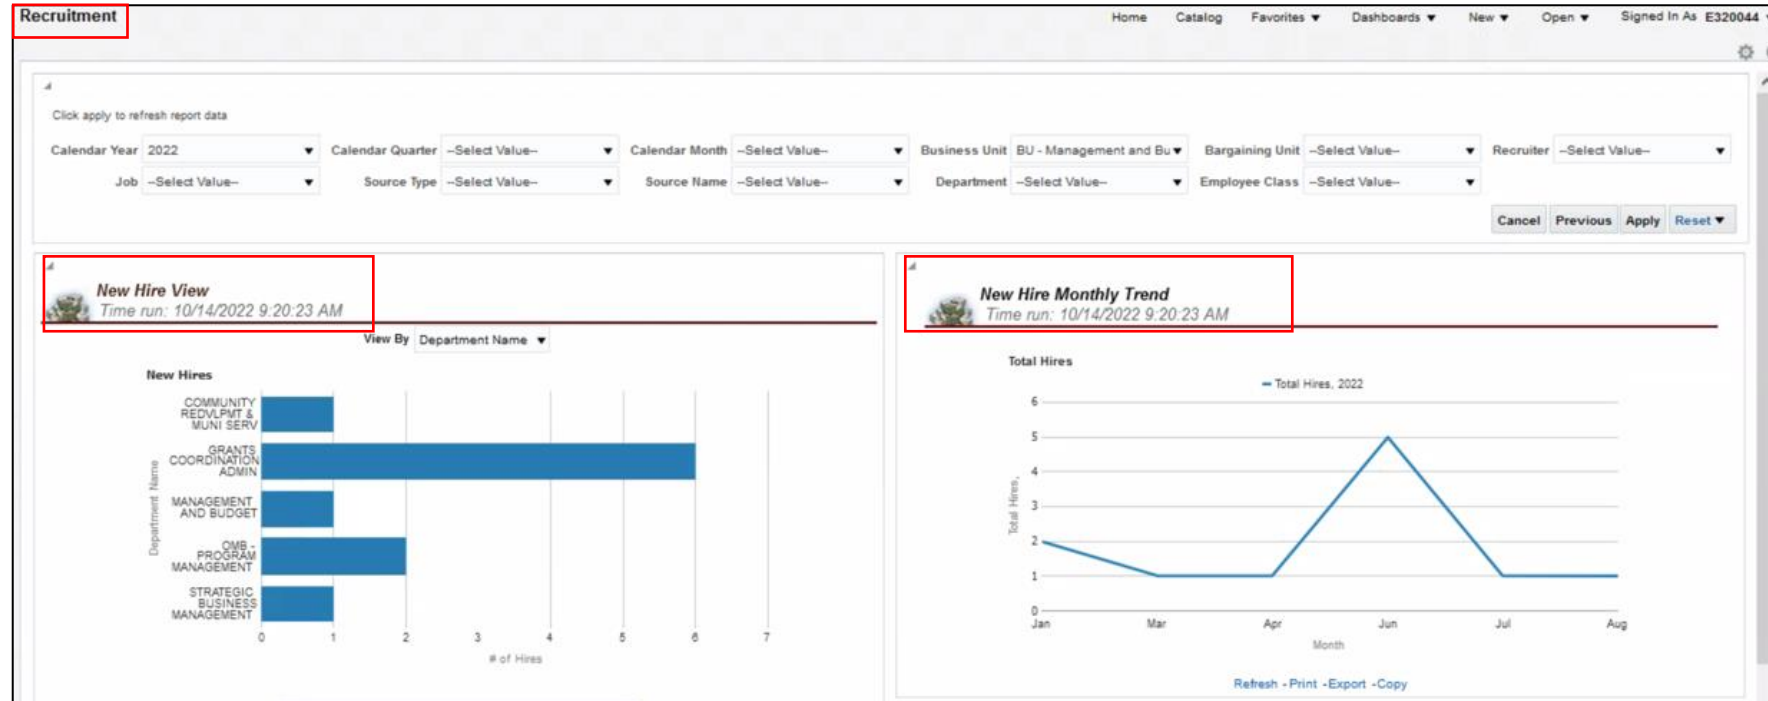 Recruitment
Home Catalog Favorites Dashboards New Open Signed In As E320044
Click apply to refresh report data
Calendar Year 2022 Calendar Quarter --Select Value-- Calendar Month --Select Value-- Business Unit BU - Management and Bu Bargaining Unit --Select Value-- Recruiter --Select Value--
Job --Select Value-- Source Type --Select Value-- Source Name --Select Value-- Department --Select Value-- Employee Class --Select Value--
Cancel Previous Apply Reset
New Hire View
Time run: 10/14/2022 9:20:23 AM
View By Department Name
New Hires
Department Name
COMMUNITY
REDVLPMT &
MUNI SERV
GRANTS
COORDINATION
ADMIN
MANAGEMENT
AND BUDGET
OMB -
PROGRAM
MANAGEMENT
STRATEGIC
BUSINESS
MANAGEMENT
0 1 2 3 4 5 6 7
# of Hires
New Hire Monthly Trend
Time run: 10/14/2022 9:20:23 AM
Total Hires
Total Hires, 2022
Total Hires,
6
5
4
3
2
1
0
Jan Mar Apr Jun Jul Aug
Month
Refresh - Print - Export - Copy